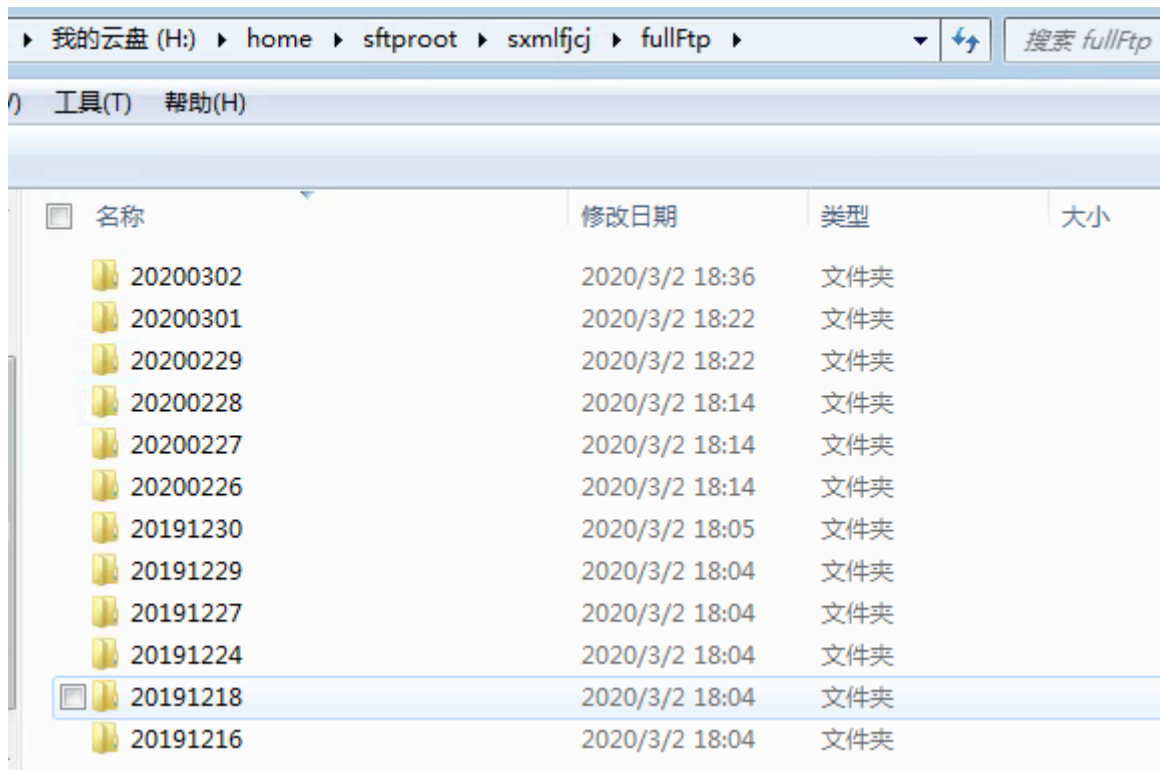 我的云盘 (H:) home sftproot sxmlfjcj fullFtp 搜索 fullFtp
工具(T) 帮助(H)
名称 修改日期 类型 大小
20200302 2020/3/2 18:36 文件夹
20200301 2020/3/2 18:22 文件夹
20200229 2020/3/2 18:22 文件夹
20200228 2020/3/2 18:14 文件夹
20200227 2020/3/2 18:14 文件夹
20200226 2020/3/2 18:14 文件夹
20191230 2020/3/2 18:05 文件夹
20191229 2020/3/2 18:04 文件夹
20191227 2020/3/2 18:04 文件夹
20191224 2020/3/2 18:04 文件夹
20191218 2020/3/2 18:04 文件夹
20191216 2020/3/2 18:04 文件夹